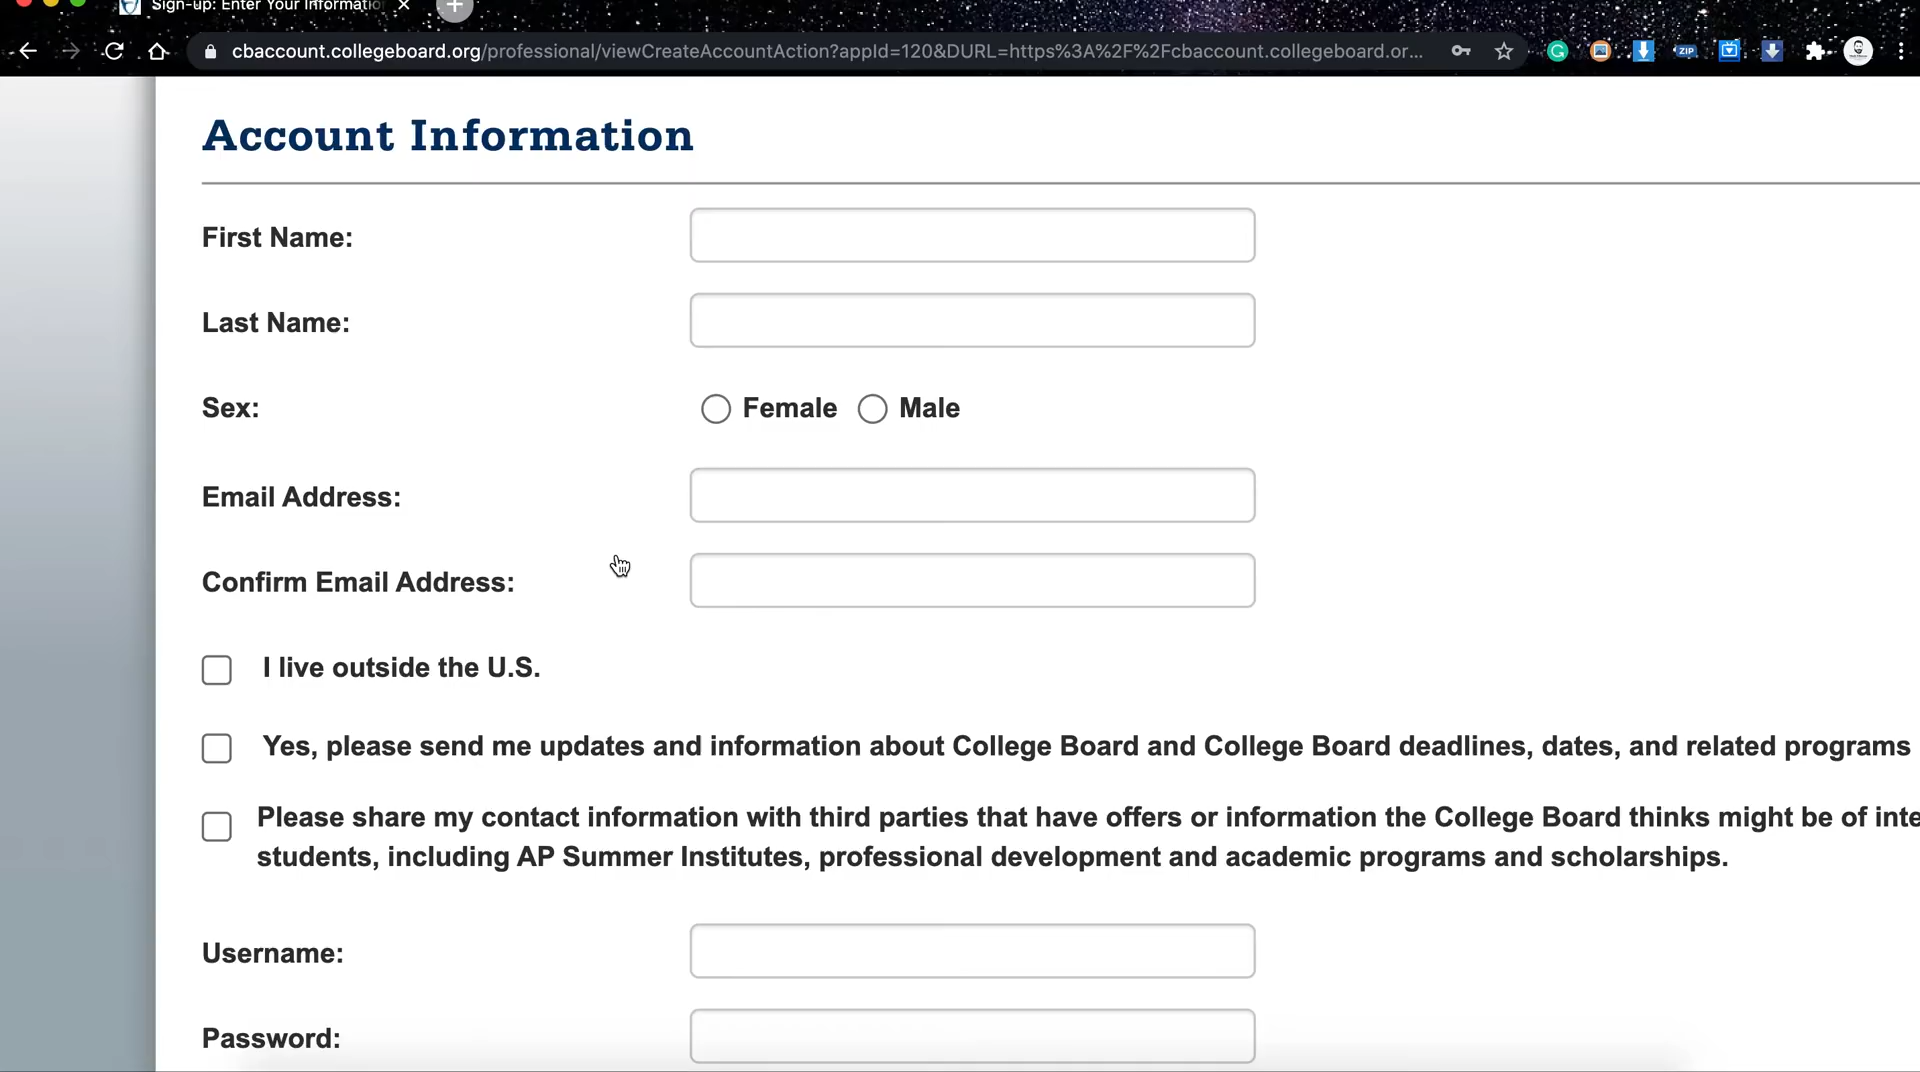 Sign-up: Enter Your Informatio
cbaccount.collegeboard.org/professional/viewCreateAccountAction?appId=120&DURL=https%3A%2F%2Fcbaccount.collegeboard.or...
ZIP
Account Information
First Name:
Last Name:
Sex: Female Male
Email Address:
Confirm Email Address:
I live outside the U.S.
Yes, please send me updates and information about College Board and College Board deadlines, dates, and related programs
Please share my contact information with third parties that have offers or information the College Board thinks might be of inte
students, including AP Summer Institutes, professional development and academic programs and scholarships.
Username:
Password: